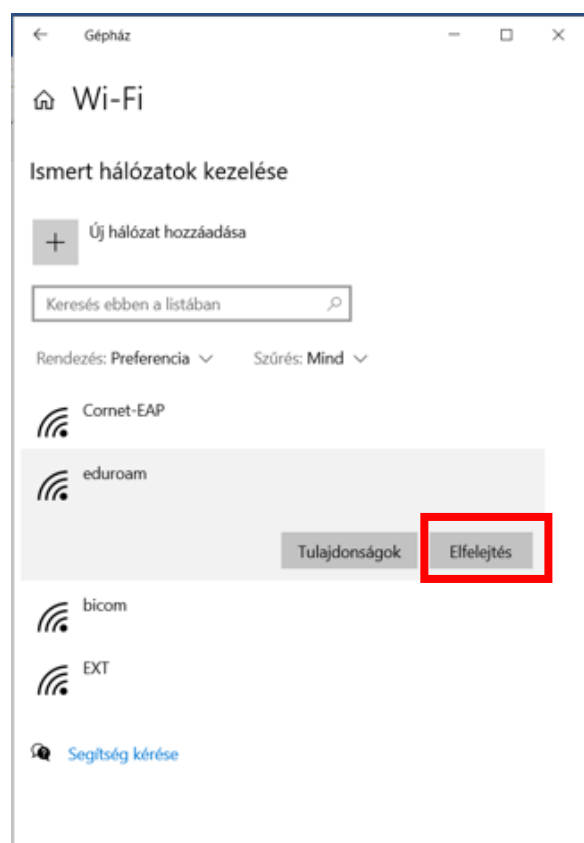 Gépház
Wi-Fi
Ismert hálózatok kezelése
Új hálózat hozzáadása
Keresés ebben a listában
Rendezés: Preferencia Szűrés: Mind
Cornet-EAP
eduroam
Tulajdonságok Elfelejtés
bicom
EXT
Segítség kérése